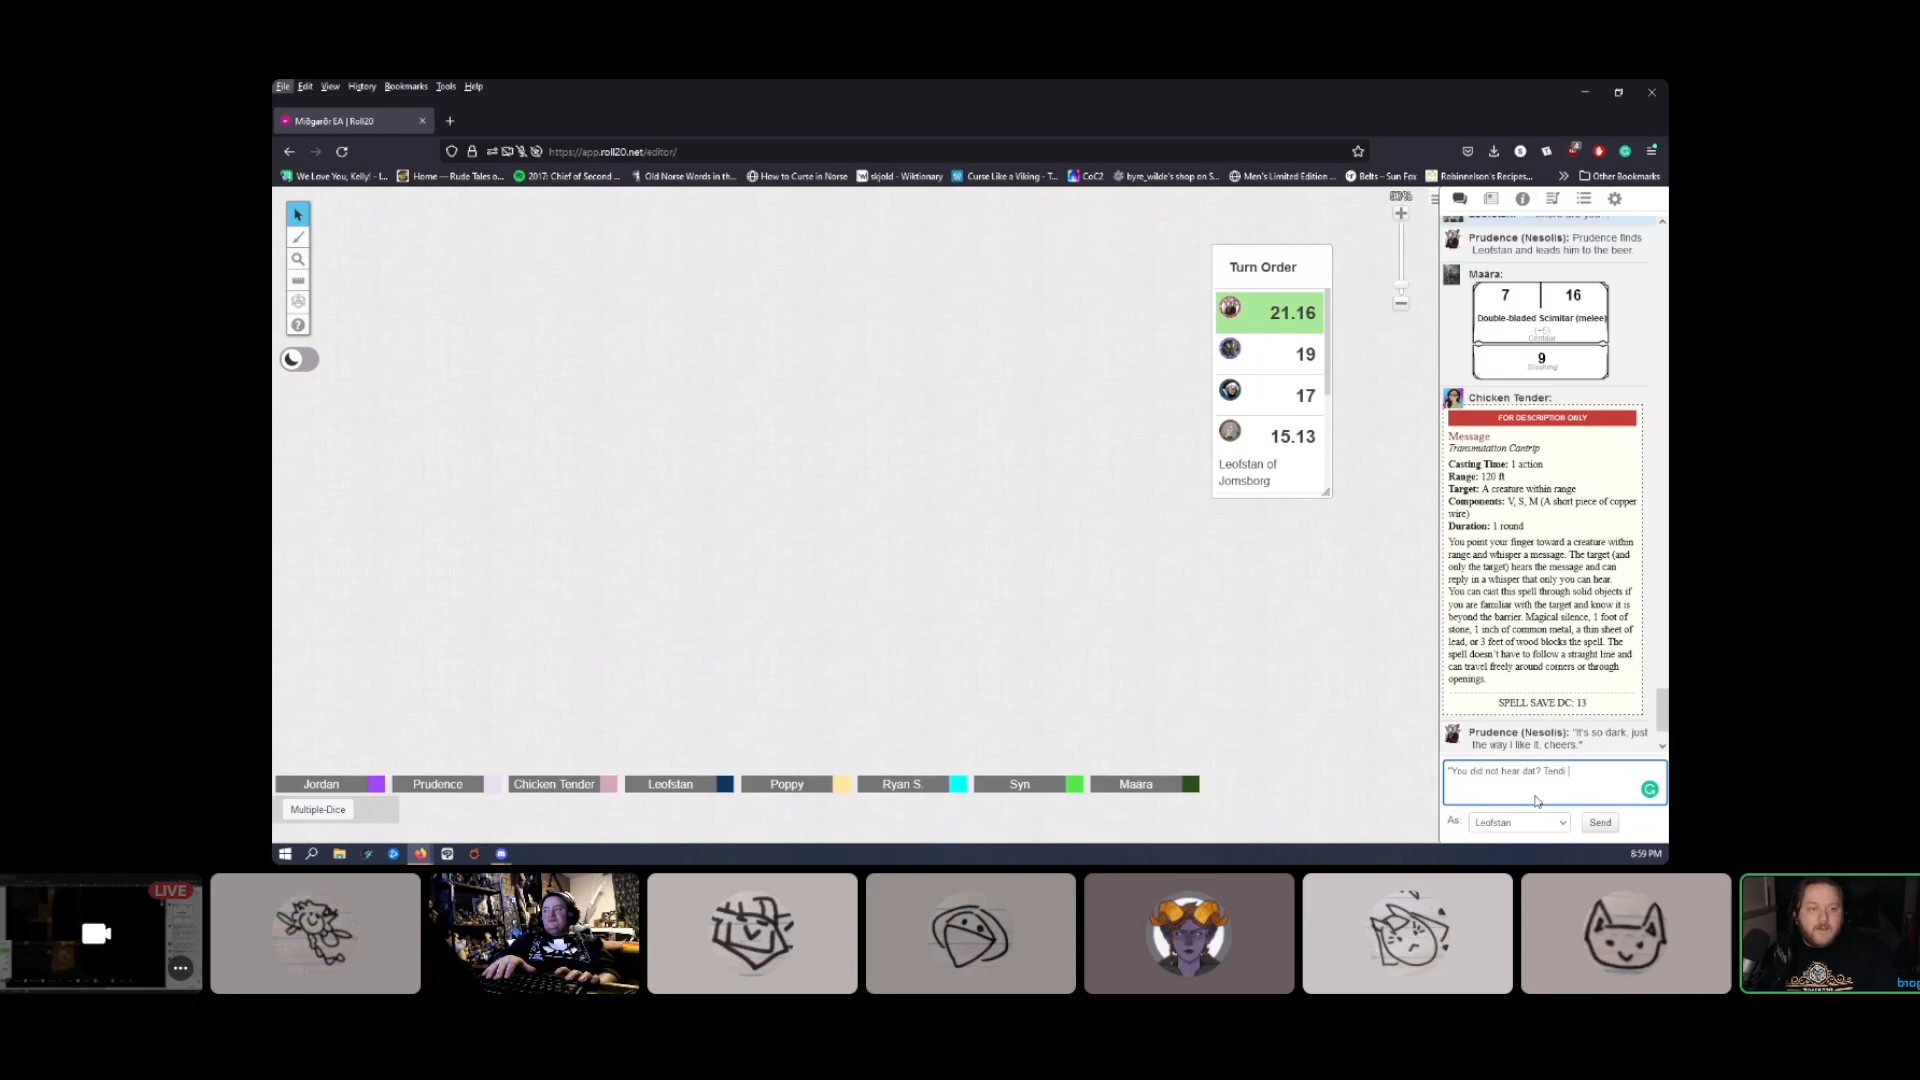 File Edit View History Bookmarks Tools Help
Miðgarðr EA | Roll20
https://app.roll20.net/editor/
We Love You, Kelly! - I...
Home — Rude Tales o...
2017: Chief of Second ...
Old Norse Words in th...
How to Curse in Norse
skjold - Wiktionary
Curse Like a Viking - T...
CoC2
byre_wilde's shop on S...
Men's Limited Edition ...
Belts – Sun Fox
Robinnelson's Recipes...
Other Bookmarks
Turn Order
21.16
19
17
15.13
Leofstan of
Jomsborg
Prudence (Nesolis): Prudence finds
Leofstan and leads him to the beer.
Maara:
7 16
Double-bladed Scimitar (melee)
Centaur
9
Slashing
Chicken Tender:
FOR DESCRIPTION ONLY
Message
Transmutation Cantrip
Casting Time: 1 action
Range: 120 ft
Target: A creature within range
Components: V, S, M (A short piece of copper
wire)
Duration: 1 round
You point your finger toward a creature within
range and whisper a message. The target (and
only the target) hears the message and can
reply in a whisper that only you can hear.
You can cast this spell through solid objects if
you are familiar with the target and know it is
beyond the barrier. Magical silence, 1 foot of
stone, 1 inch of common metal, a thin sheet of
lead, or 3 feet of wood blocks the spell. The
spell doesn't have to follow a straight line and
can travel freely around corners or through
openings.
SPELL SAVE DC: 13
Prudence (Nesolis): "It's so dark, just
the way I like it, cheers."
"You did not hear dat? Tendi
As: Leofstan Send
Jordan Prudence Chicken Tender Leofstan Poppy Ryan S. Syn Maara
Multiple-Dice
8:59 PM
LIVE